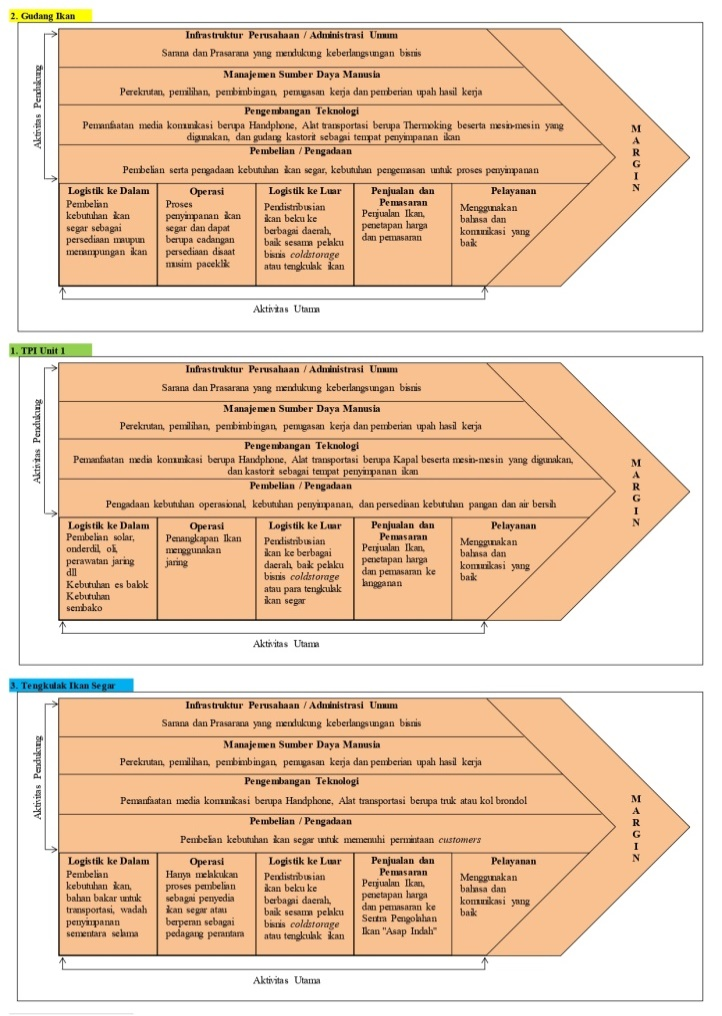 2. Gudang Ikan
Infrastruktur Perusahaan / Administrasi Umum
Sarana dan Prasarana yang mendukung keberlangsungan bisnis
Manajemen Sumber Daya Manusia
Perekrutan, pemilihan, pembimbingan, penugasan kerja dan pemberian upah hasil kerja
Pengembangan Teknologi
Pemanfaatan media komunikasi berupa Handphone, Alat transportasi berupa Thermoking beserta mesin-mesin yang
digunakan, dan gudang kastorit sebagai tempat penyimpanan ikan
Pembelian / Pengadaan
Pembelian serta pengadaan kebutuhan ikan segar, kebutuhan pengemasan untuk proses penyimpanan
Aktivitas Pendukung
Logistik ke Dalam
Pembelian
kebutuhan ikan
segar sebagai
persediaan maupun
menampungan ikan
Operasi
Proses
penyimpanan ikan
segar dan dapat
berupa cadangan
persediaan disaat
musim paceklik
Logistik ke Luar
Pendistribusian
ikan beku ke
berbagai daerah,
baik sesama pelaku
bisnis coldstorage
atau tengkulak ikan
Penjualan dan
Pemasaran
Penjualan Ikan,
penetapan harga
dan pemasaran
Pelayanan
Menggunakan
bahasa dan
komunikasi yang
baik
MARGIN
Aktivitas Utama
1. TPI Unit 1
Infrastruktur Perusahaan / Administrasi Umum
Sarana dan Prasarana yang mendukung keberlangsungan bisnis
Manajemen Sumber Daya Manusia
Perekrutan, pemilihan, pembimbingan, penugasan kerja dan pemberian upah hasil kerja
Pengembangan Teknologi
Pemanfaatan media komunikasi berupa Handphone, Alat transportasi berupa Kapal beserta mesin-mesin yang digunakan,
dan kastorit sebagai tempat penyimpanan ikan
Pembelian / Pengadaan
Pengadaan kebutuhan operasional, kebutuhan penyimpanan, dan persediaan kebutuhan pangan dan air bersih
Aktivitas Pendukung
Logistik ke Dalam
Pembelian solar,
onderdil, oli,
perawatan jaring
dll
Kebutuhan es balok
Kebutuhan
sembako
Operasi
Penangkapan Ikan
menggunakan
jaring
Logistik ke Luar
Pendistribusian
ikan ke berbagai
daerah, baik pelaku
bisnis coldstorage
atau para tengkulak
ikan segar
Penjualan dan
Pemasaran
Penjualan Ikan,
penetapan harga
dan pemasaran ke
langganan
Pelayanan
Menggunakan
bahasa dan
komunikasi yang
baik
MARGIN
Aktivitas Utama
3. Tengkulak Ikan Segar
Infrastruktur Perusahaan / Administrasi Umum
Sarana dan Prasarana yang mendukung keberlangsungan bisnis
Manajemen Sumber Daya Manusia
Perekrutan, pemilihan, pembimbingan, penugasan kerja dan pemberian upah hasil kerja
Pengembangan Teknologi
Pemanfaatan media komunikasi berupa Handphone, Alat transportasi berupa truk atau kol brondol
Pembelian / Pengadaan
Pembelian kebutuhan ikan segar untuk memenuhi permintaan customers
Aktivitas Pendukung
Logistik ke Dalam
Pembelian
kebutuhan ikan,
bahan bakar untuk
transportasi, wadah
penyimpanan
sementara selama
Operasi
Hanya melakukan
proses pembelian
sebagai penyedia
ikan segar atau
berperan sebagai
pedagang perantara
Logistik ke Luar
Pendistribusian
ikan beku ke
berbagai daerah,
baik sesama pelaku
bisnis coldstorage
atau tengkulak ikan
Penjualan dan
Pemasaran
Penjualan Ikan,
penetapan harga
dan pemasaran ke
Sentra Pengolahan
Ikan "Asap Indah"
Pelayanan
Menggunakan
bahasa dan
komunikasi yang
baik
MARGIN
Aktivitas Utama